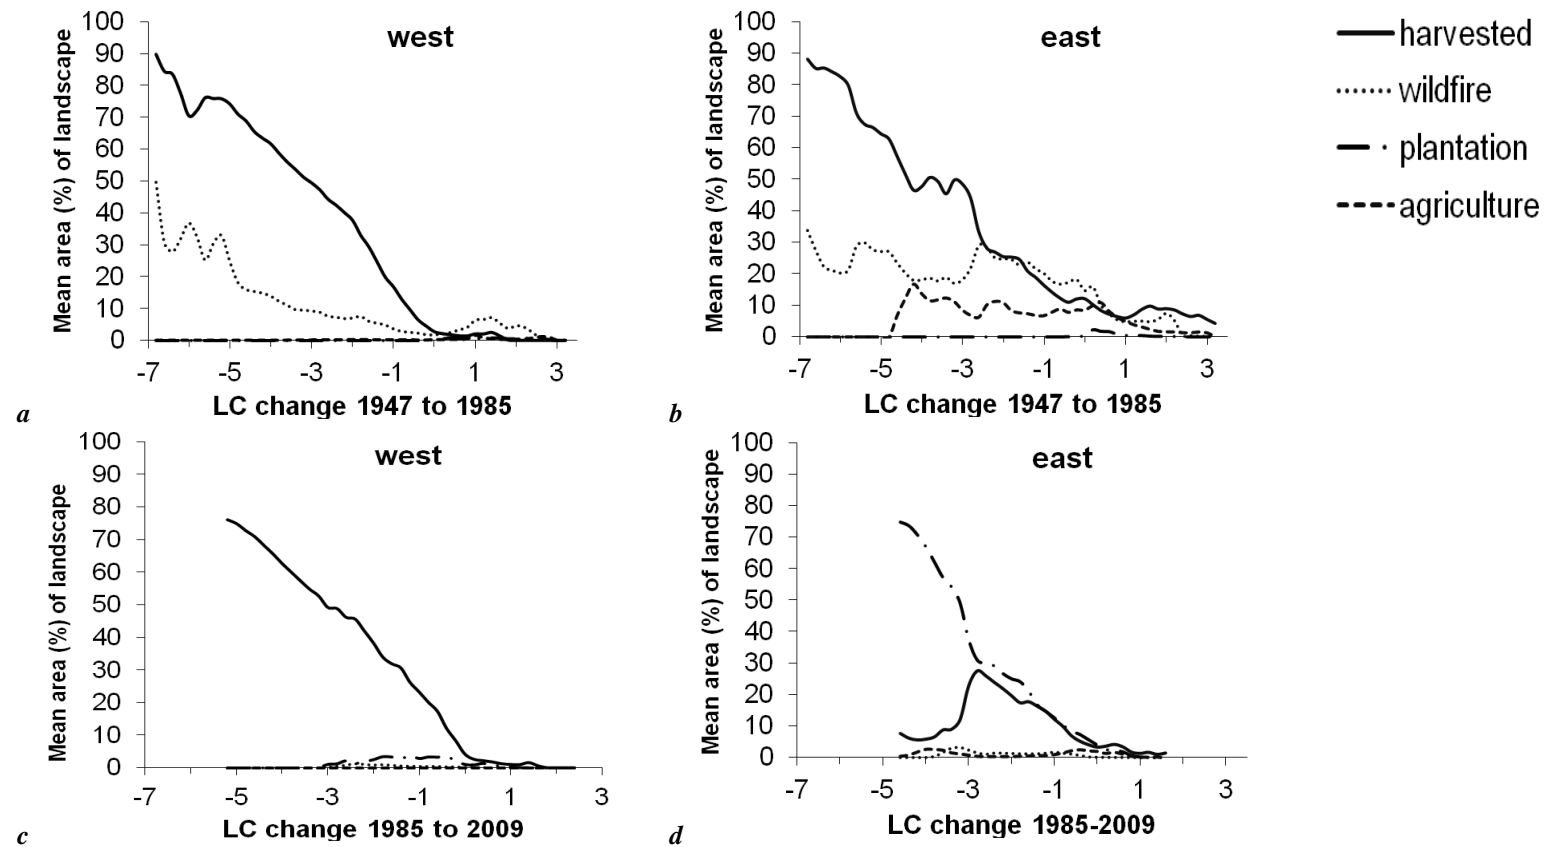 west
Mean area (%) of landscape
100
90
80
70
60
50
40
30
20
10
0
-7 -5 -3 -1 1 3
LC change 1947 to 1985
a
east
Mean area (%) of landscape
100
90
80
70
60
50
40
30
20
10
0
-7 -5 -3 -1 1 3
LC change 1947 to 1985
b
harvested
wildfire
plantation
agriculture
west
Mean area (%) of landscape
100
90
80
70
60
50
40
30
20
10
0
-7 -5 -3 -1 1 3
LC change 1985 to 2009
c
east
Mean area (%) of landscape
100
90
80
70
60
50
40
30
20
10
0
-7 -5 -3 -1 1 3
LC change 1985-2009
d